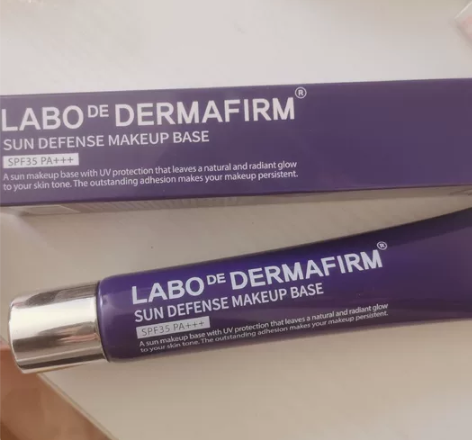 LABO DE DERMAFIRM®
SUN DEFENSE MAKEUP BASE
SPF35 PA+++
A sun makeup base with UV protection that leaves a natural and radiant glow
to your skin tone. The outstanding adhesion makes your makeup persistent.
LABO DE DERMAFIRM®
SUN DEFENSE MAKEUP BASE
SPF35 PA+++
A sun makeup base with UV protection that leaves a natural and radiant glow
to your skin tone. The outstanding adhesion makes your makeup persistent.